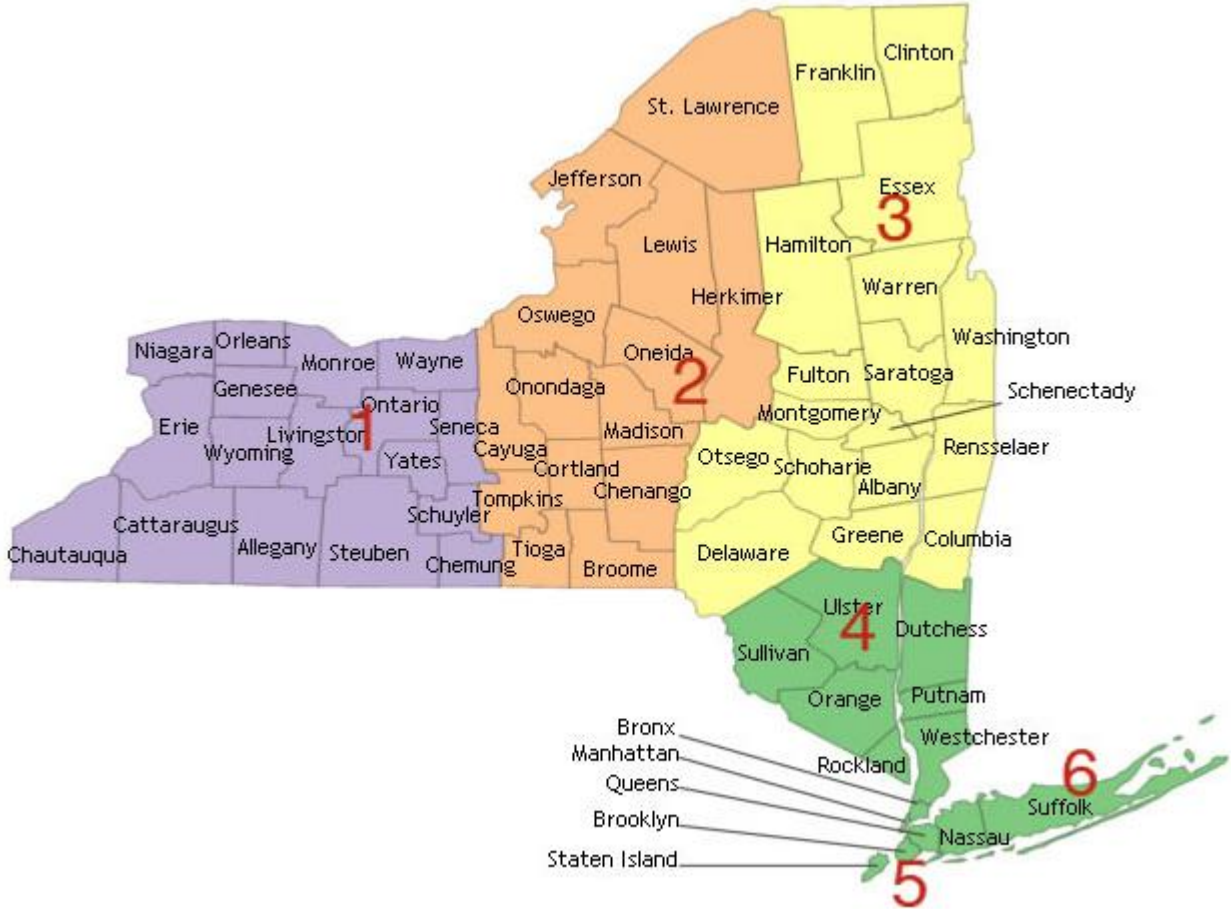 Clinton
Franklin
St. Lawrence
Jefferson
Essex
3
Lewis
Hamilton
Herkimer
Warren
Oswego
Washington
Orleans
Niagara
Monroe
Wayne
Oneida
2
Fulton
Saratoga
Genesee
Onondaga
Schenectady
Ontario
Montgomery
Erie
1
Livingston
Seneca
Madison
Wyoming
Cayuga
Rensselaer
Yates
Cortland
Otsego
Schoharie
Albany
Chenango
Tompkins
Schuyler
Cattaraugus
Greene
Columbia
Chautauqua
Allegany
Steuben
Tioga
Delaware
Chemung
Broome
Ulster
4
Dutchess
Sullivan
Orange
Putnam
Bronx
Westchester
Manhattan
Rockland
6
Queens
Suffolk
Brooklyn
Nassau
Staten Island
5